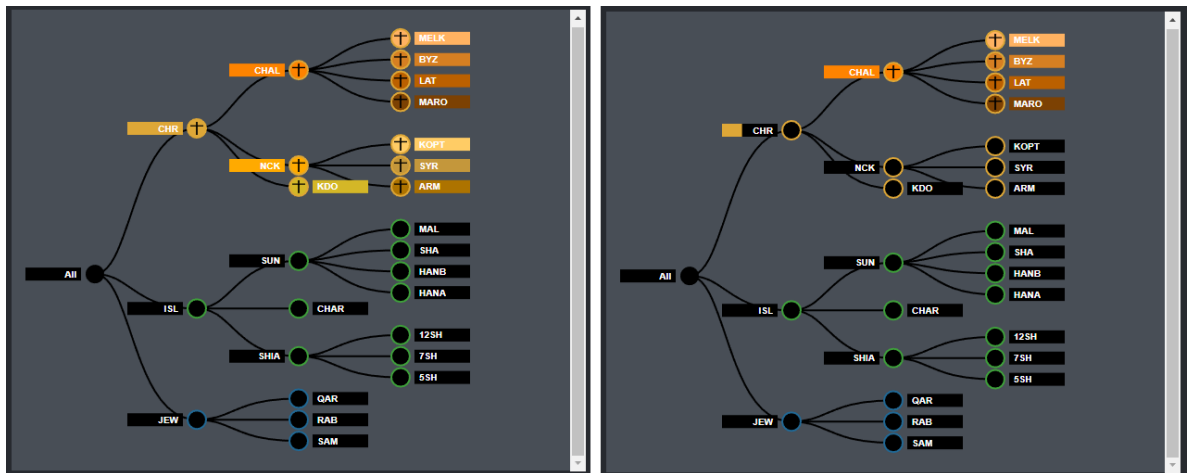 MELK
BYZ
CHAL
LAT
MARO
CHR
KOPT
NCK
SYR
KDO
ARM
MAL
SUN
SHA
HANB
All
HANA
ISL
CHAR
12SH
SHIA
7SH
5SH
QAR
JEW
RAB
SAM
MELK
BYZ
CHAL
LAT
MARO
CHR
KOPT
NCK
SYR
KDO
ARM
MAL
SUN
SHA
HANB
All
HANA
ISL
CHAR
12SH
SHIA
7SH
5SH
QAR
JEW
RAB
SAM